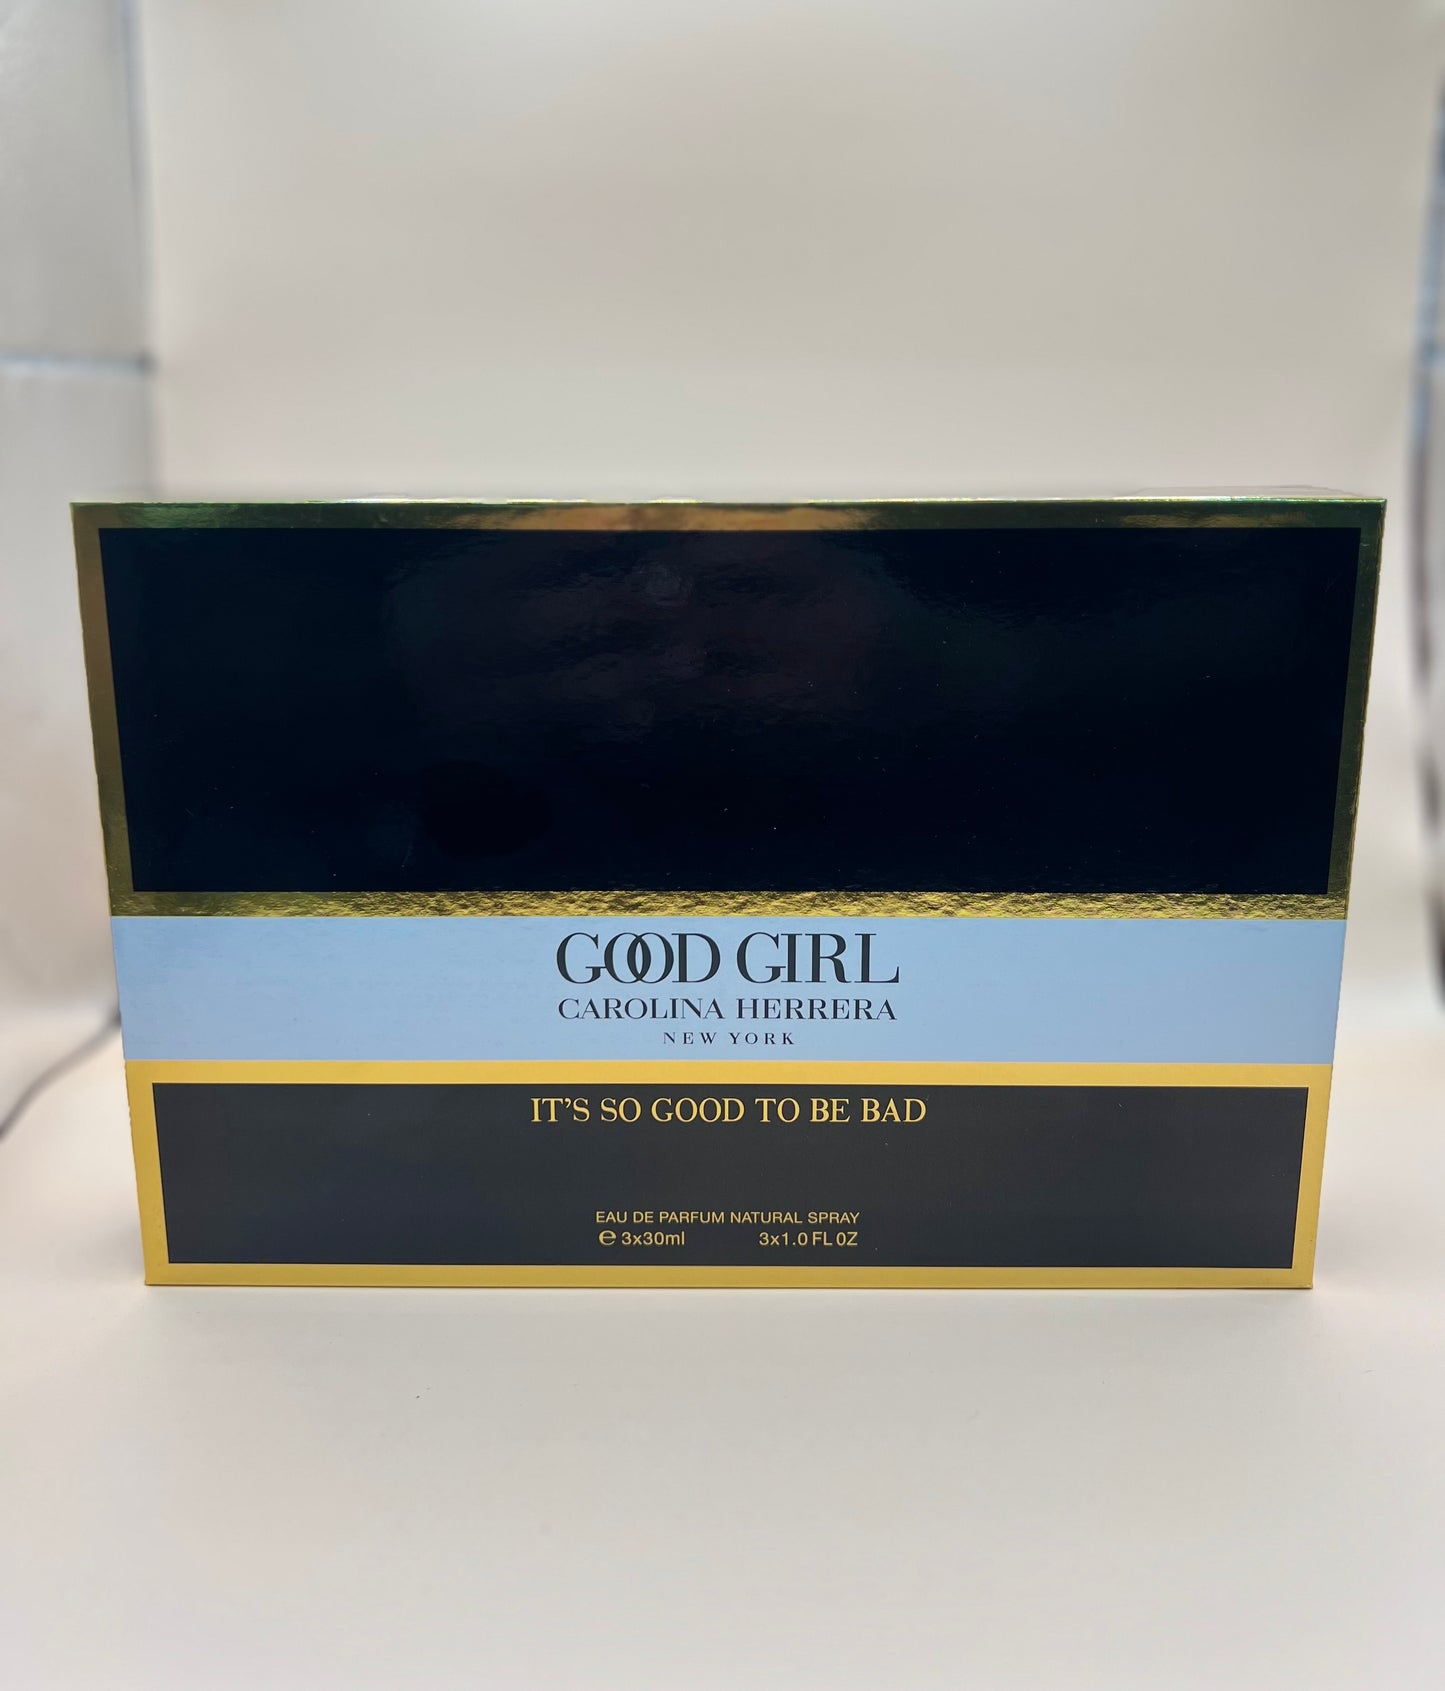 GOOD GIRL
CAROLINA HERRERA
NEW YORK
IT'S SO GOOD TO BE BAD
EAU DE PARFUM NATURAL SPRAY
℮ 3x30ml 3x1.0 FL 0Z